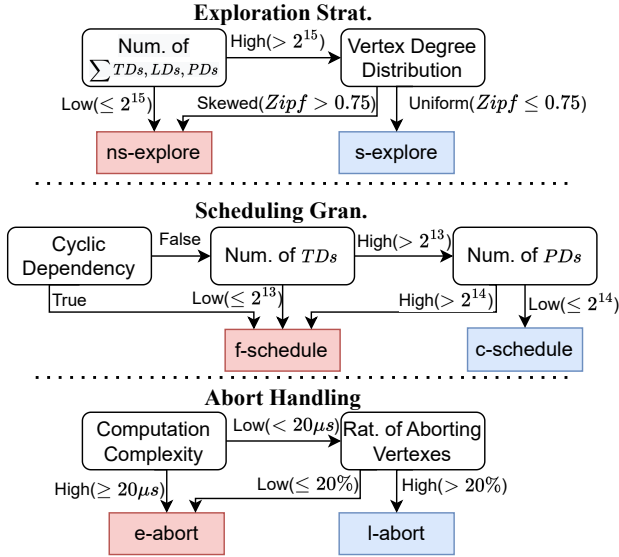 Exploration Strat.
Num. of
∑ TDs, LDs, PDs
High(> 2^15)
Vertex Degree
Distribution
Low(≤ 2^15)
Skewed(Zipf > 0.75)
Uniform(Zipf ≤ 0.75)
ns-explore
s-explore
Scheduling Gran.
Cyclic
Dependency
False
Num. of TDs
High(> 2^13)
Num. of PDs
True
Low(≤ 2^13)
High(> 2^14)
Low(≤ 2^14)
f-schedule
c-schedule
Abort Handling
Computation
Complexity
Low(< 20μs)
Rat. of Aborting
Vertexes
High(≥ 20μs)
Low(≤ 20%)
High(> 20%)
e-abort
l-abort